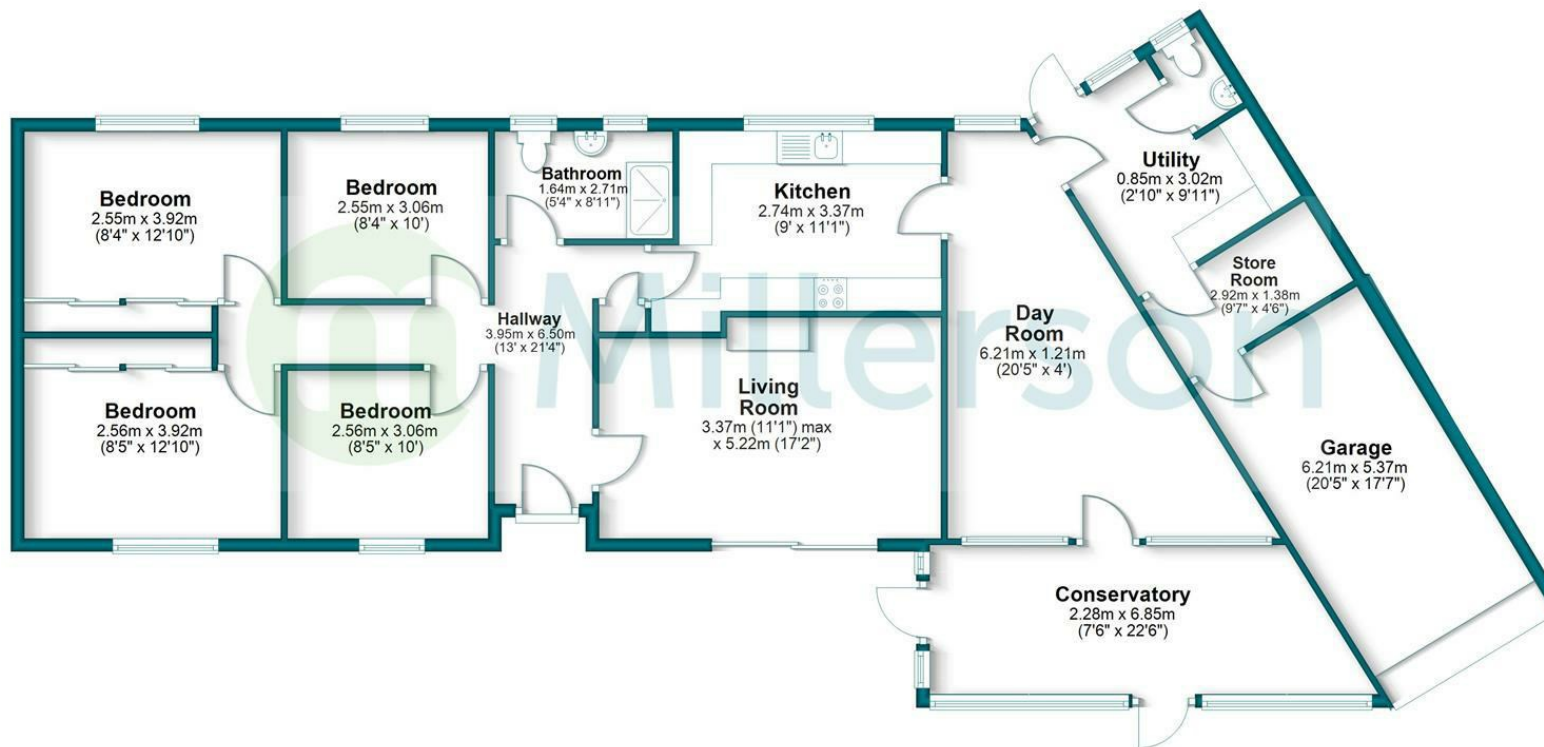 Bedroom
2.55m x 3.92m
(8'4" x 12'10")
Bedroom
2.55m x 3.06m
(8'4" x 10')
Bathroom
1.64m x 2.71m
(5'4" x 8'11")
Kitchen
2.74m x 3.37m
(9' x 11'1")
Utility
0.85m x 3.02m
(2'10" x 9'11")
Store
Room
2.92m x 1.38m
(9'7" x 4'6")
Hallway
3.95m x 6.50m
(13' x 21'4")
Day
Room
6.21m x 1.21m
(20'5" x 4')
m Millerson
Bedroom
2.56m x 3.92m
(8'5" x 12'10")
Bedroom
2.56m x 3.06m
(8'5" x 10')
Living
Room
3.37m (11'1") max
x 5.22m (17'2")
Garage
6.21m x 5.37m
(20'5" x 17'7")
Conservatory
2.28m x 6.85m
(7'6" x 22'6")